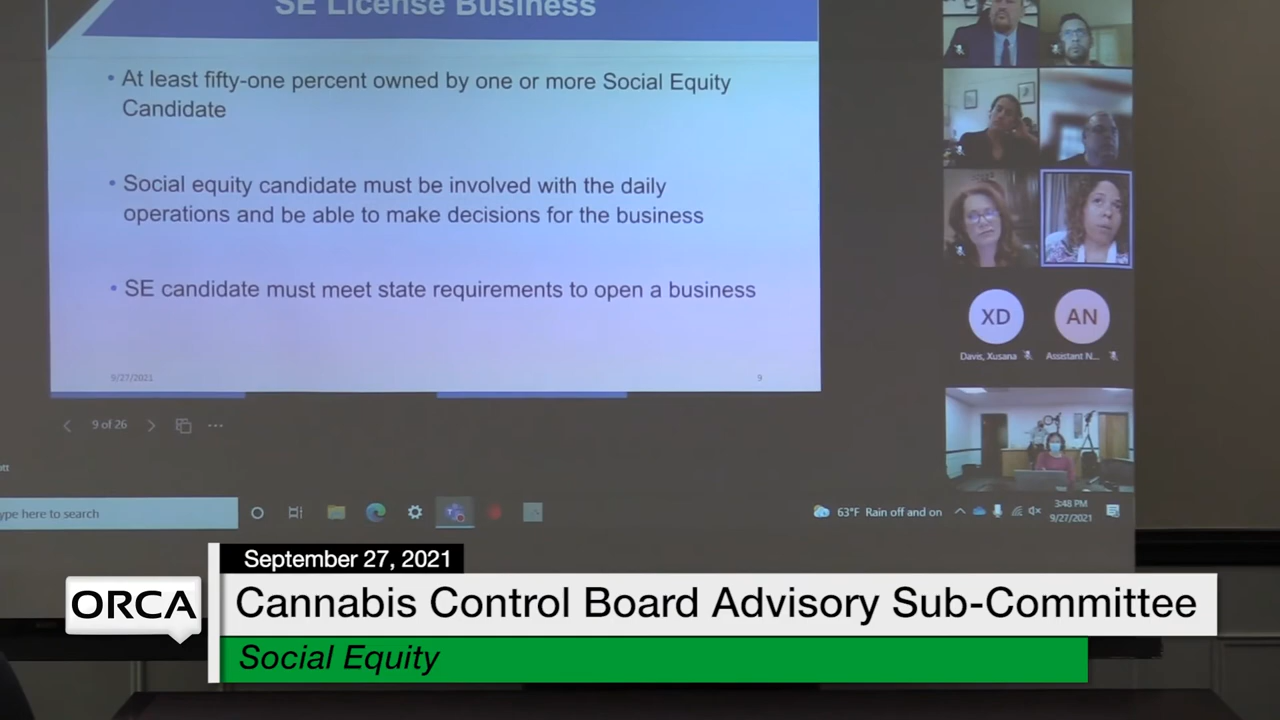 SE License Business
• At least fifty-one percent owned by one or more Social Equity
Candidate
• Social equity candidate must be involved with the daily
operations and be able to make decisions for the business
• SE candidate must meet state requirements to open a business
9/27/2021
9
XD
AN
Davis, Xusana
Assistant N...
9 of 26
ott
ype here to search
63°F Rain off and on
3:48 PM
9/27/2021
September 27, 2021
ORCA
Cannabis Control Board Advisory Sub-Committee
Social Equity